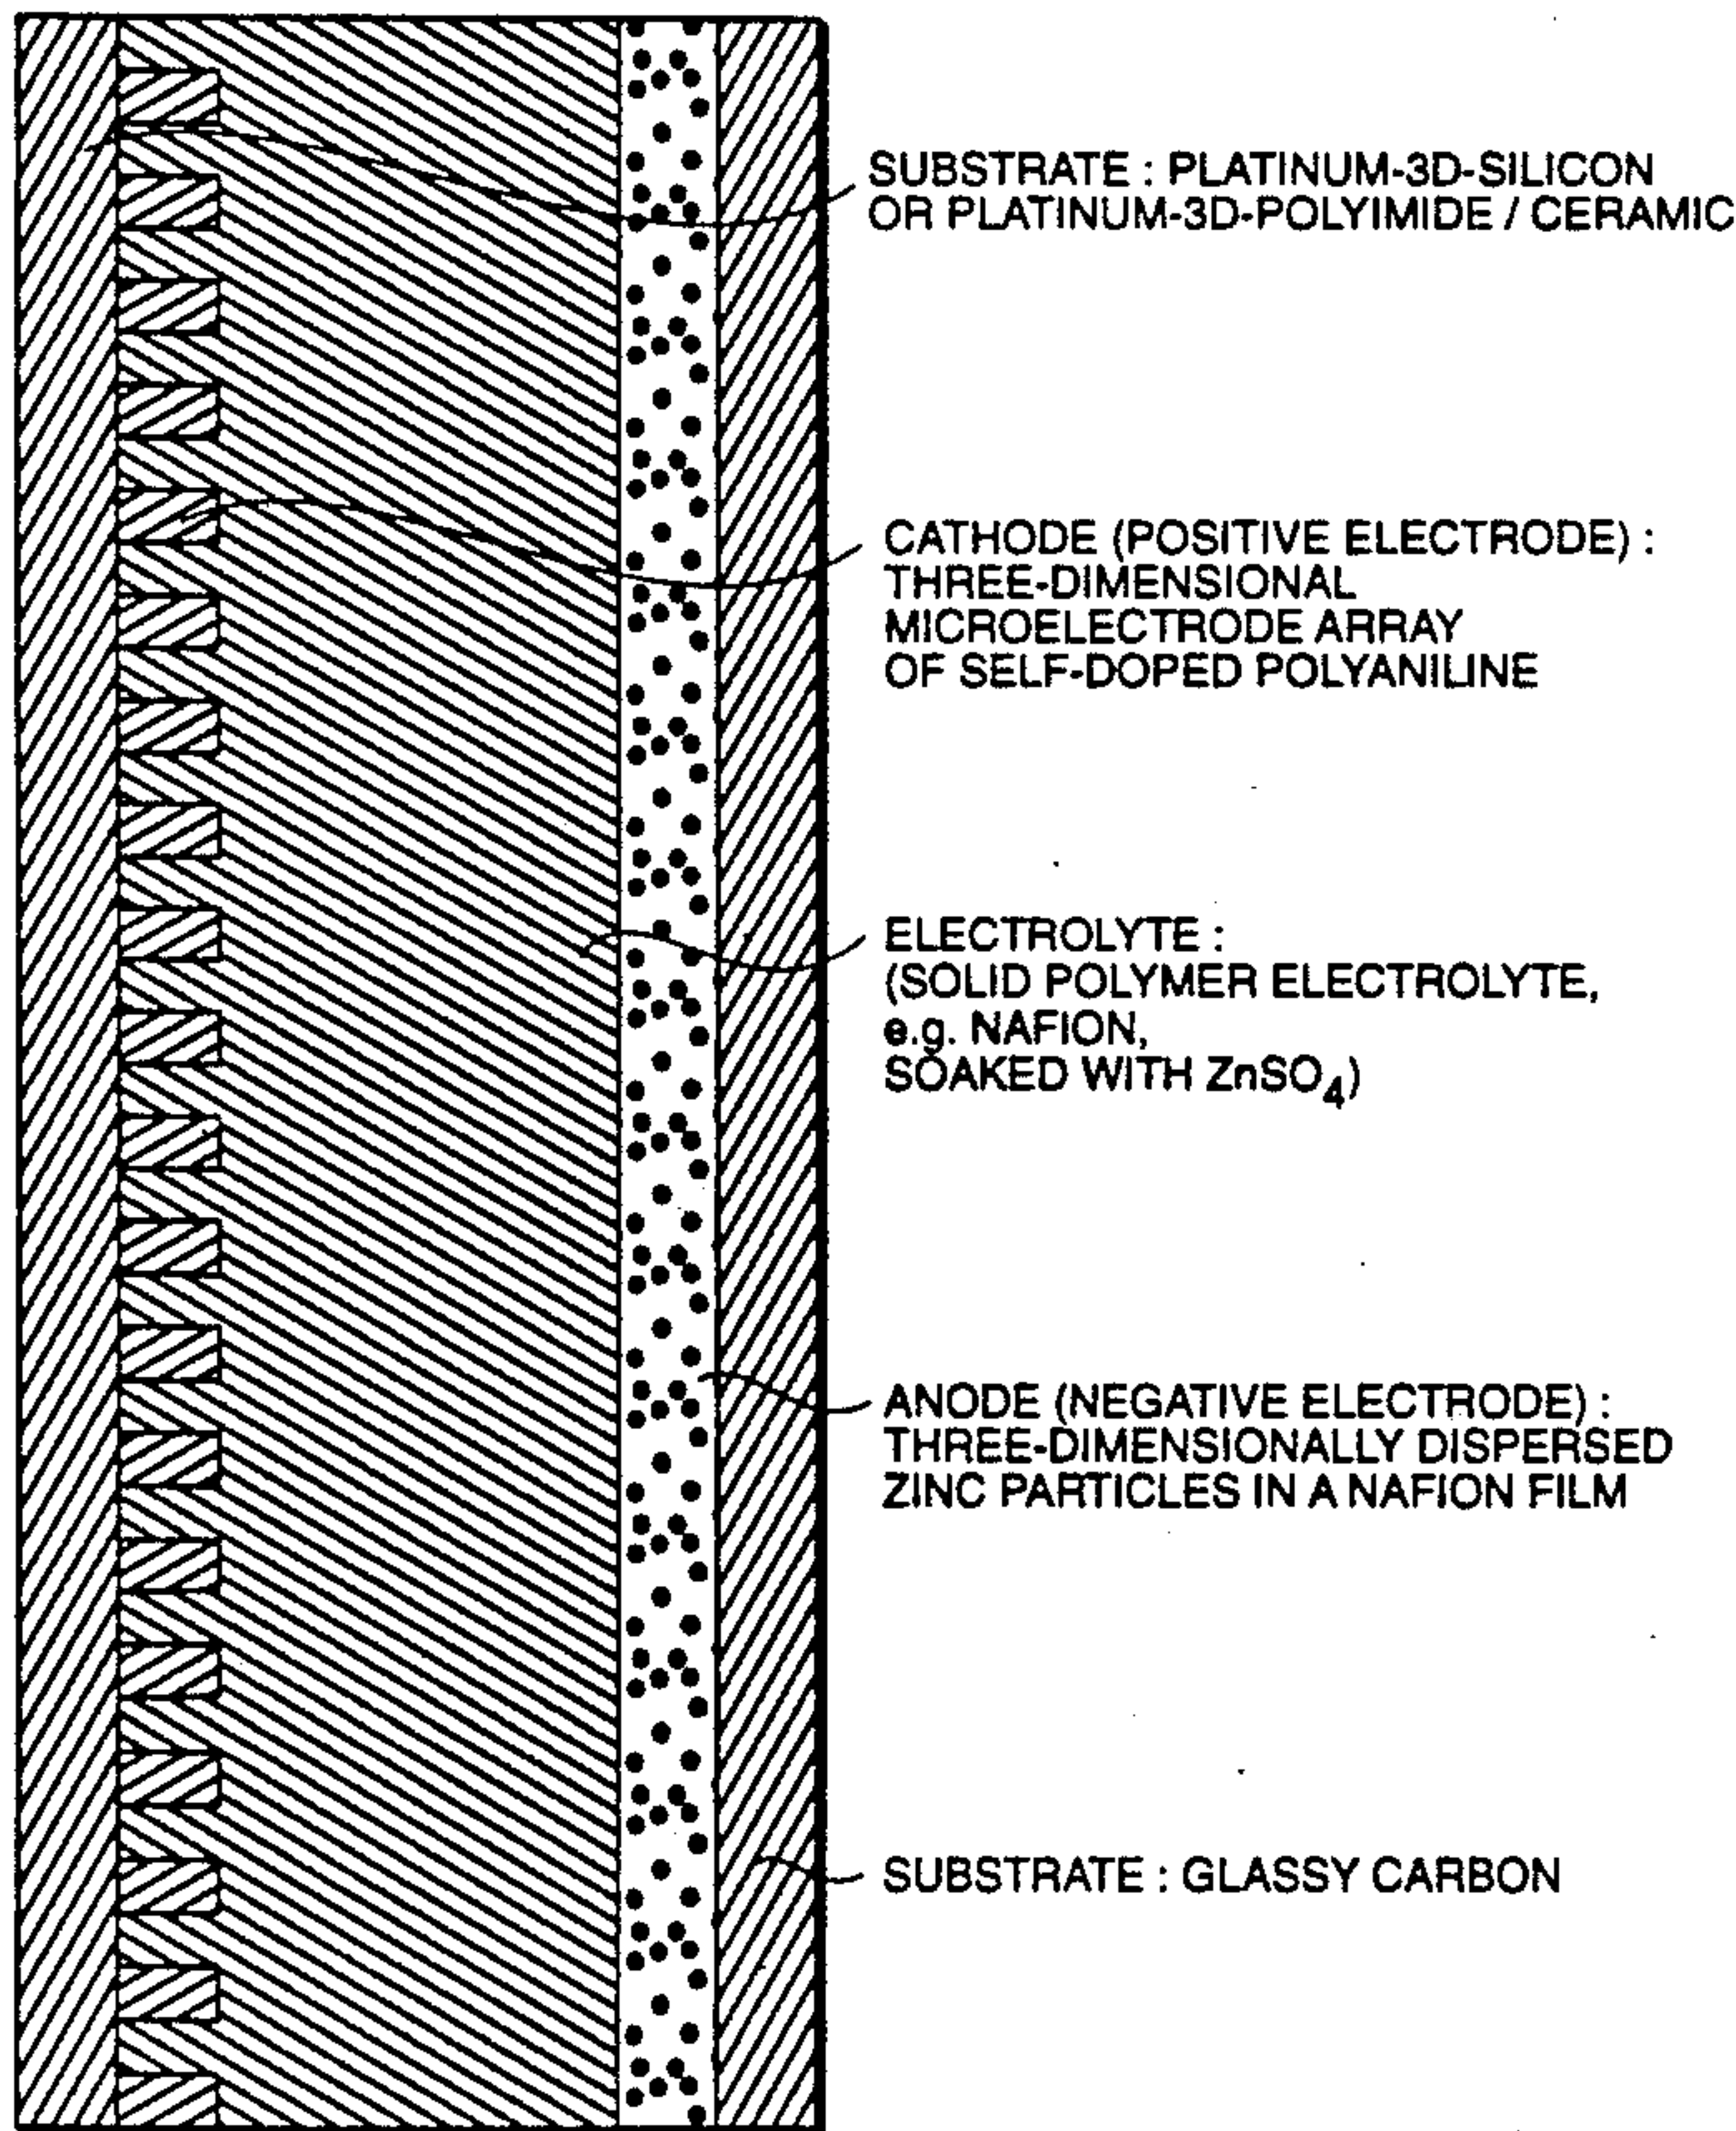 SUBSTRATE : PLATINUM-3D-SILICON
OR PLATINUM-3D-POLYIMIDE / CERAMIC
CATHODE (POSITIVE ELECTRODE) :
THREE-DIMENSIONAL
MICROELECTRODE ARRAY
OF SELF-DOPED POLYANILINE
ELECTROLYTE :
(SOLID POLYMER ELECTROLYTE,
e.g. NAFION,
SOAKED WITH ZnSO₄)
ANODE (NEGATIVE ELECTRODE) :
THREE-DIMENSIONALLY DISPERSED
ZINC PARTICLES IN A NAFION FILM
SUBSTRATE : GLASSY CARBON